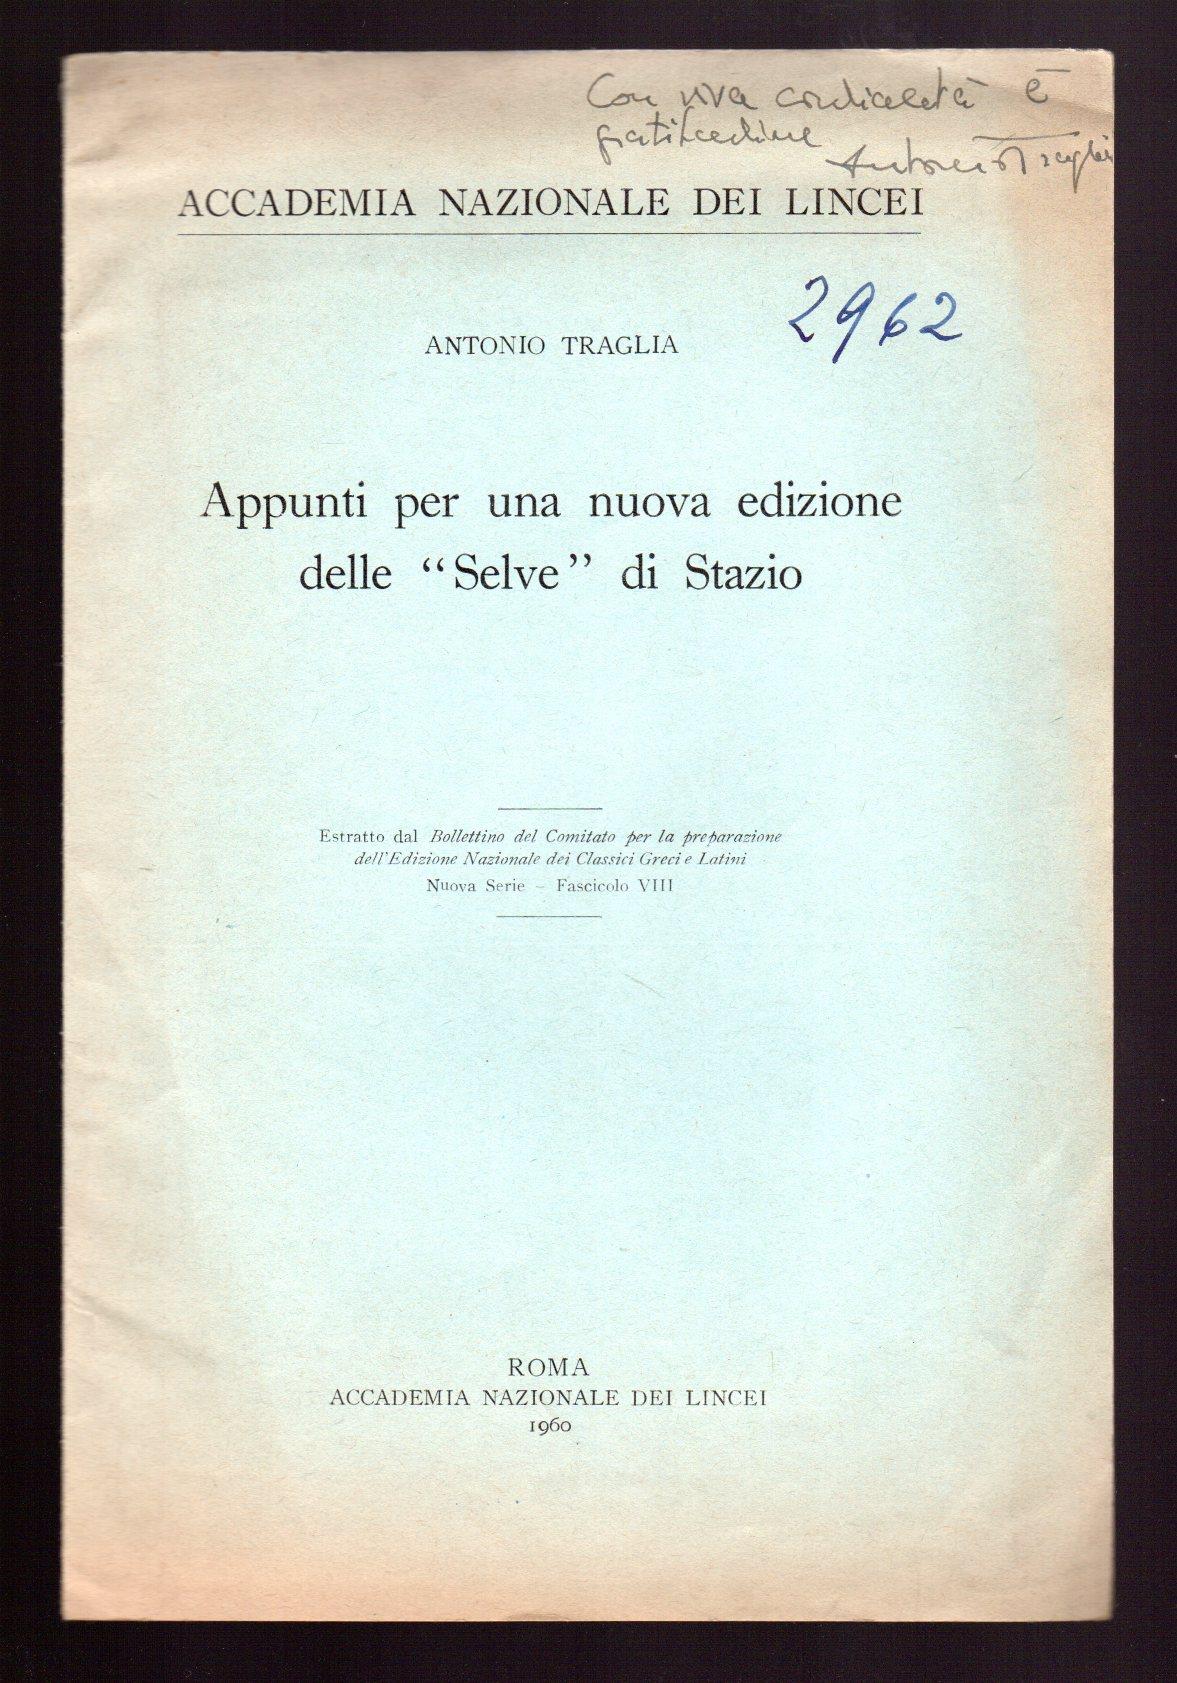 Con viva cordialità e
gratitudine
Antonio Traglia
ACCADEMIA NAZIONALE DEI LINCEI
2962
ANTONIO TRAGLIA
Appunti per una nuova edizione
delle “Selve” di Stazio
Estratto dal Bollettino del Comitato per la preparazione
dell'Edizione Nazionale dei Classici Greci e Latini
Nuova Serie – Fascicolo VIII
ROMA
ACCADEMIA NAZIONALE DEI LINCEI
1960